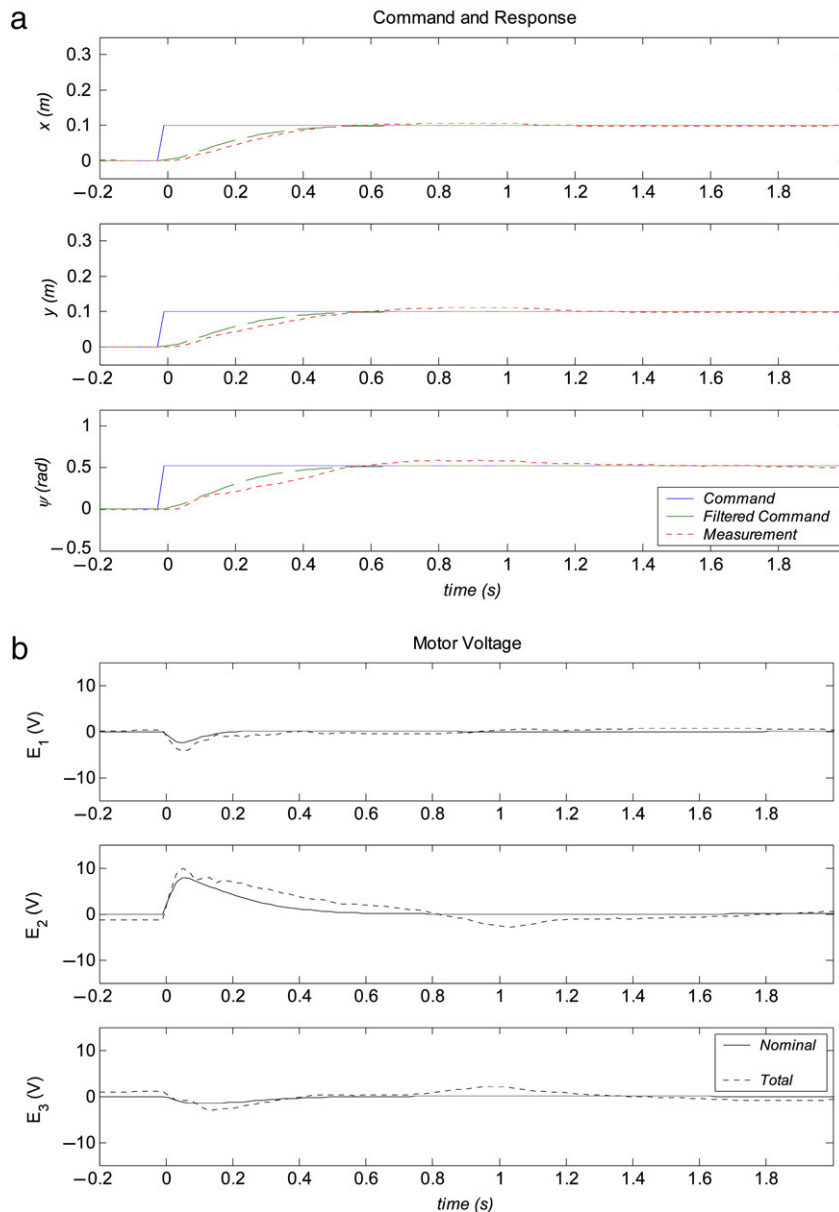 a
Command and Response
0.3
0.2
0.1
0
x (m)
–0.2 0 0.2 0.4 0.6 0.8 1 1.2 1.4 1.6 1.8
0.3
0.2
0.1
0
y (m)
–0.2 0 0.2 0.4 0.6 0.8 1 1.2 1.4 1.6 1.8
1
0.5
0
–0.5
ψ (rad)
Command
Filtered Command
Measurement
–0.2 0 0.2 0.4 0.6 0.8 1 1.2 1.4 1.6 1.8
time (s)
b
Motor Voltage
10
0
–10
E1 (V)
–0.2 0 0.2 0.4 0.6 0.8 1 1.2 1.4 1.6 1.8
10
0
–10
E2 (V)
–0.2 0 0.2 0.4 0.6 0.8 1 1.2 1.4 1.6 1.8
10
0
–10
E3 (V)
Nominal
Total
–0.2 0 0.2 0.4 0.6 0.8 1 1.2 1.4 1.6 1.8
time (s)